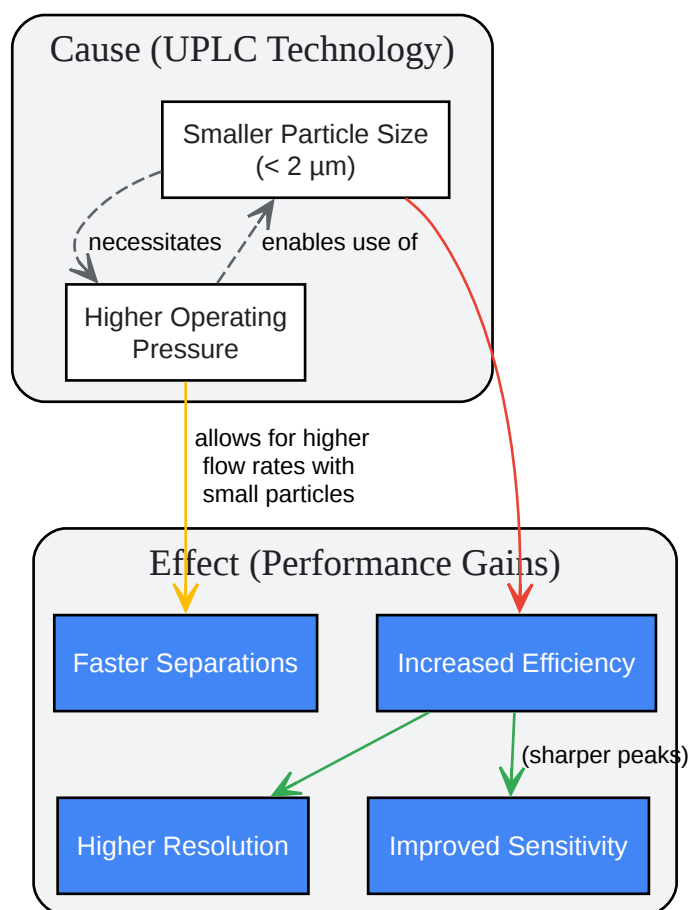 Cause (UPLC Technology)
Smaller Particle Size
(< 2 µm)
necessitates
enables use of
Higher Operating
Pressure
allows for higher
flow rates with
small particles
Effect (Performance Gains)
Faster Separations
Increased Efficiency
(sharper peaks)
Higher Resolution
Improved Sensitivity